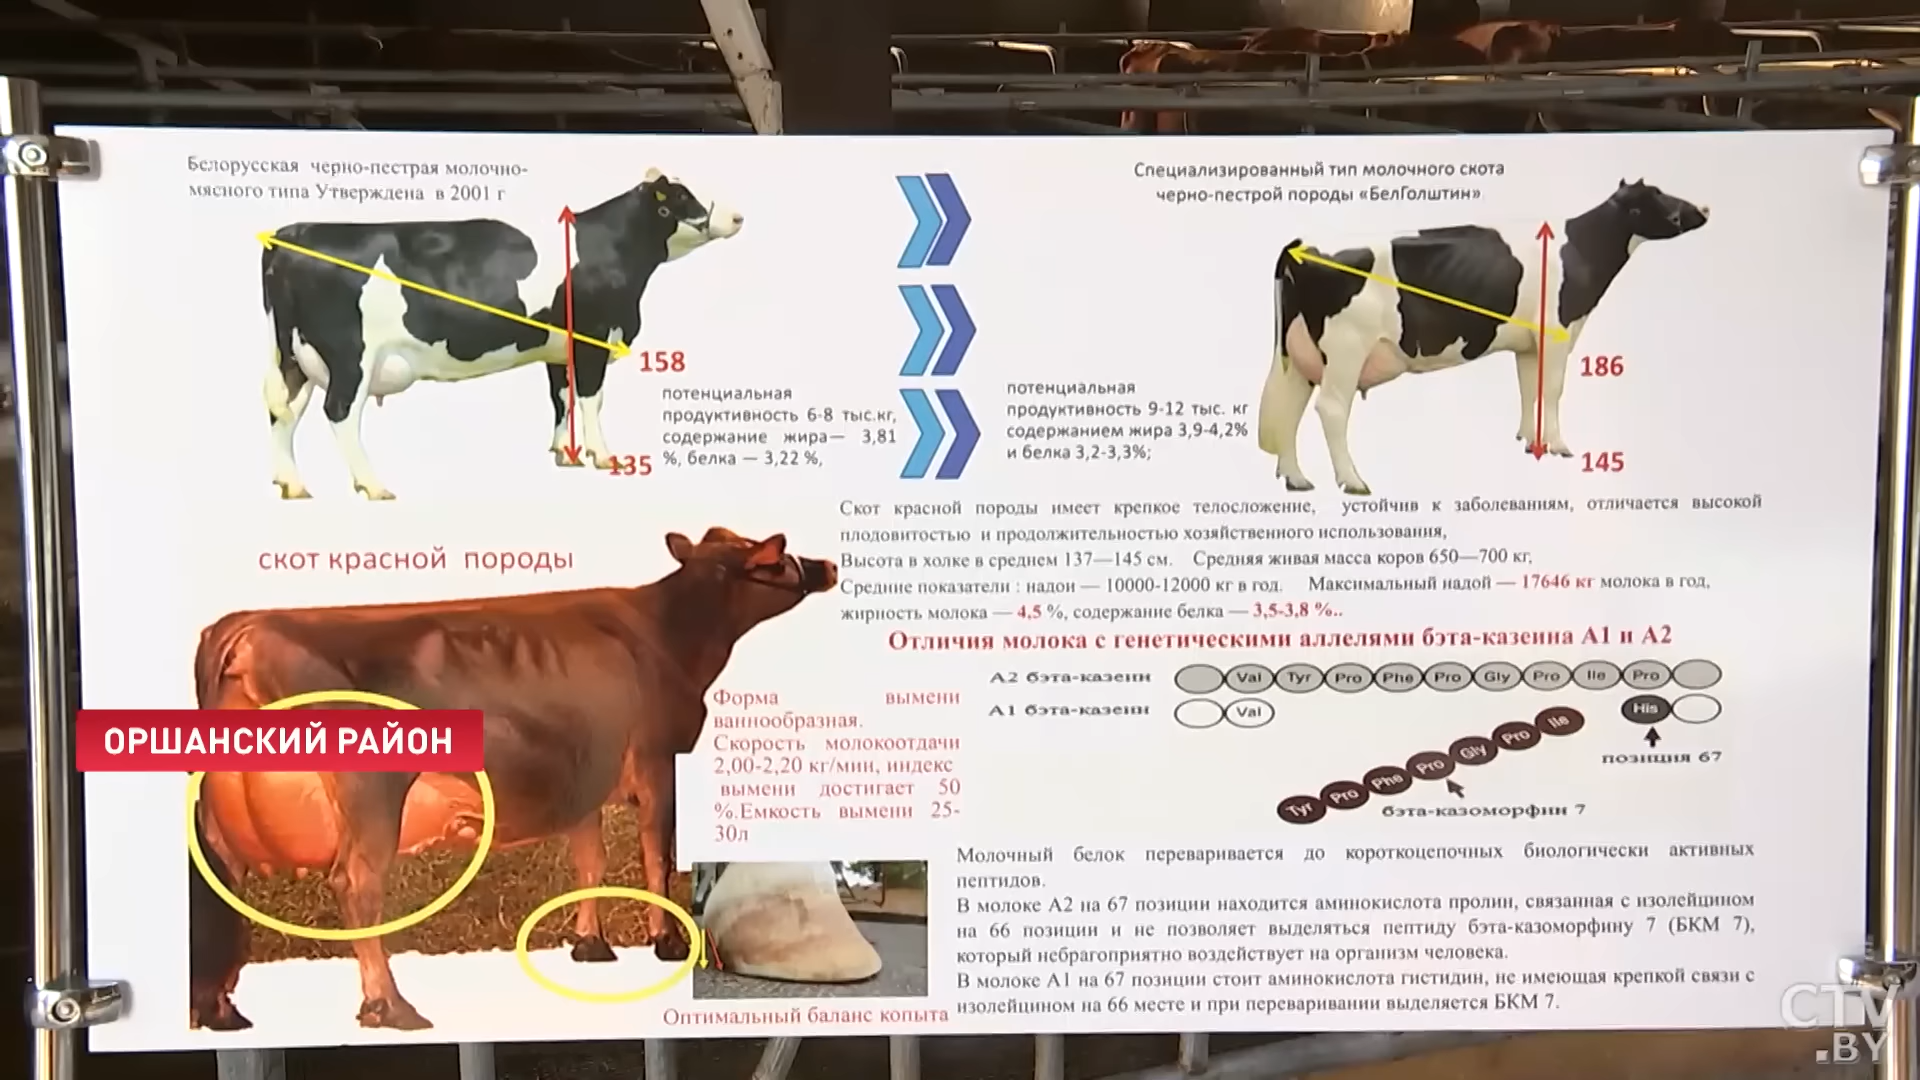 Белорусская черно-пестрая молочно-
мясного типа Утверждена в 2001 г
158
135
потенциальная
продуктивность 6-8 тыс.кг,
содержание жира— 3,81
%, белка — 3,22 %,
Специализированный тип молочного скота
черно-пестрой породы «БелГолштин»
186
145
потенциальная
продуктивность 9-12 тыс. кг
содержанием жира 3,9-4,2%
и белка 3,2-3,3%;
скот красной породы
Скот красной породы имеет крепкое телосложение, устойчив к заболеваниям, отличается высокой
плодовитостью и продолжительностью хозяйственного использования,
Высота в холке в среднем 137—145 см. Средняя живая масса коров 650—700 кг,
Средние показатели : надои — 10000-12000 кг в год. Максимальный надой — 17646 кг молока в год,
жирность молока — 4,5 %, содержание белка — 3,5-3,8 %..
Отличия молока с генетическими аллелями бэта-казеина А1 и А2
А2 бэта-казеин
Val Tyr Pro Phe Pro Gly Pro Ile Pro
А1 бэта-казеин
Val
His
позиция 67
Tyr Pro Phe Pro Gly Pro Ile
бэта-казоморфин 7
Форма вымени
ваннообразная.
Скорость молокоотдачи
2,00-2,20 кг/мин, индекс
вымени достигает 50
%.Емкость вымени 25-
30л
ОРШАНСКИЙ РАЙОН
Оптимальный баланс копыта
Молочный белок переваривается до короткоцепочных биологически активных
пептидов.
В молоке А2 на 67 позиции находится аминокислота пролин, связанная с изолейцином
на 66 позиции и не позволяет выделяться пептиду бэта-казоморфину 7 (БКМ 7),
который небрагоприятно воздействует на организм человека.
В молоке А1 на 67 позиции стоит аминокислота гистидин, не имеющая крепкой связи с
изолейцином на 66 месте и при переваривании выделяется БКМ 7.
CTV
.BY